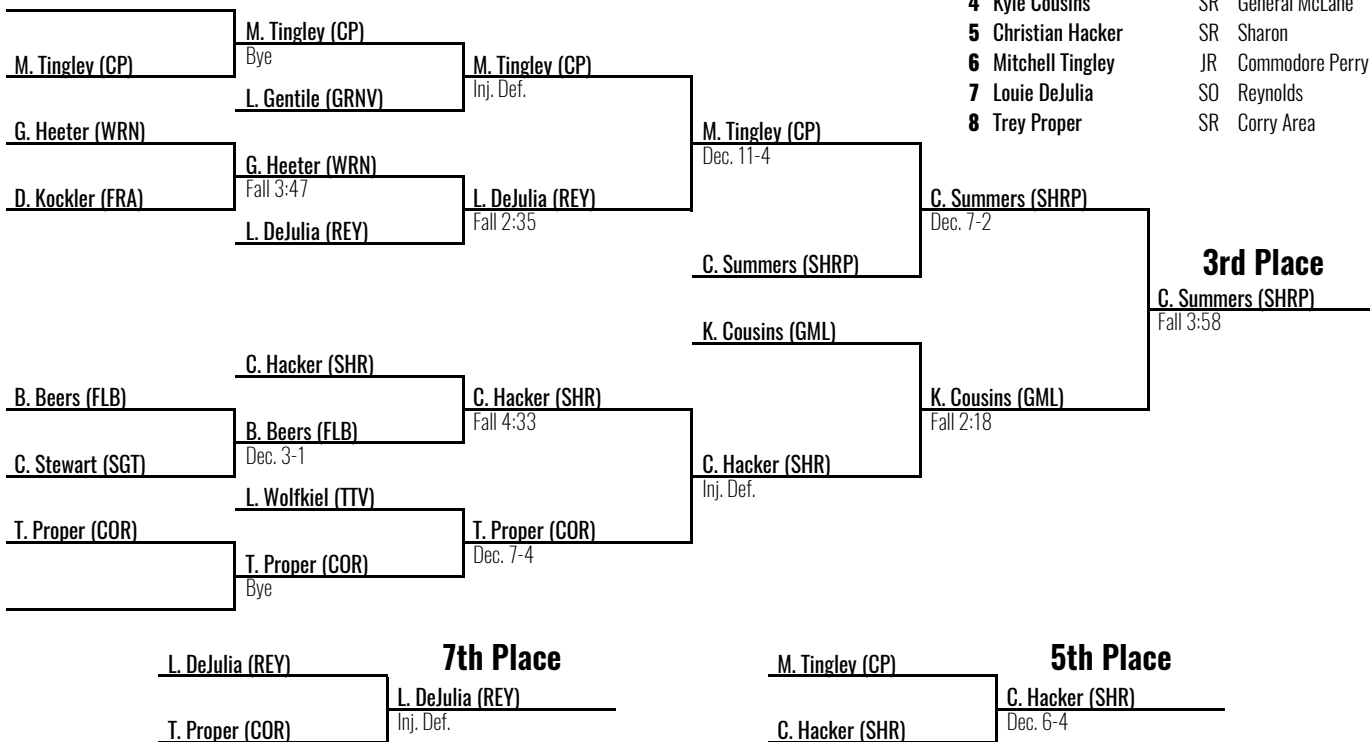 4 Kyle Cousins SR General McLane
5 Christian Hacker SR Sharon
6 Mitchell Tingley JR Commodore Perry
7 Louie DeJulia SO Reynolds
8 Trey Proper SR Corry Area
M. Tingley (CP)
M. Tingley (CP)
Bye
L. Gentile (GRNV)
M. Tingley (CP)
Inj. Def.
G. Heeter (WRN)
D. Kockler (FRA)
G. Heeter (WRN)
Fall 3:47
L. DeJulia (REY)
L. DeJulia (REY)
Fall 2:35
M. Tingley (CP)
Dec. 11-4
C. Summers (SHRP)
C. Summers (SHRP)
Dec. 7-2
3rd Place
C. Summers (SHRP)
Fall 3:58
K. Cousins (GML)
K. Cousins (GML)
Fall 2:18
C. Hacker (SHR)
B. Beers (FLB)
C. Stewart (SGT)
B. Beers (FLB)
Dec. 3-1
C. Hacker (SHR)
Fall 4:33
C. Hacker (SHR)
Inj. Def.
L. Wolfkiel (TTV)
T. Proper (COR)
T. Proper (COR)
Bye
T. Proper (COR)
Dec. 7-4
7th Place
L. DeJulia (REY)
T. Proper (COR)
L. DeJulia (REY)
Inj. Def.
5th Place
M. Tingley (CP)
C. Hacker (SHR)
C. Hacker (SHR)
Dec. 6-4